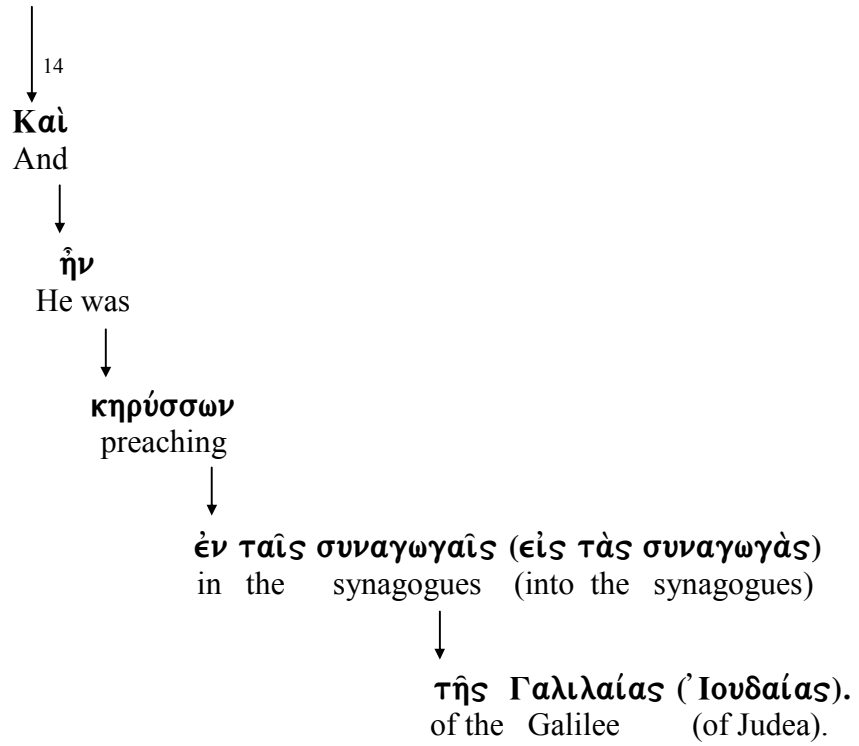 14
Καὶ
And
ἦν
He was
κηρύσσων
preaching
ἐν ταῖς συναγωγαῖς (εἰς τὰς συναγωγὰς)
in the synagogues (into the synagogues)
τῆς Γαλιλαίας (Ἰουδαίας).
of the Galilee (of Judea).